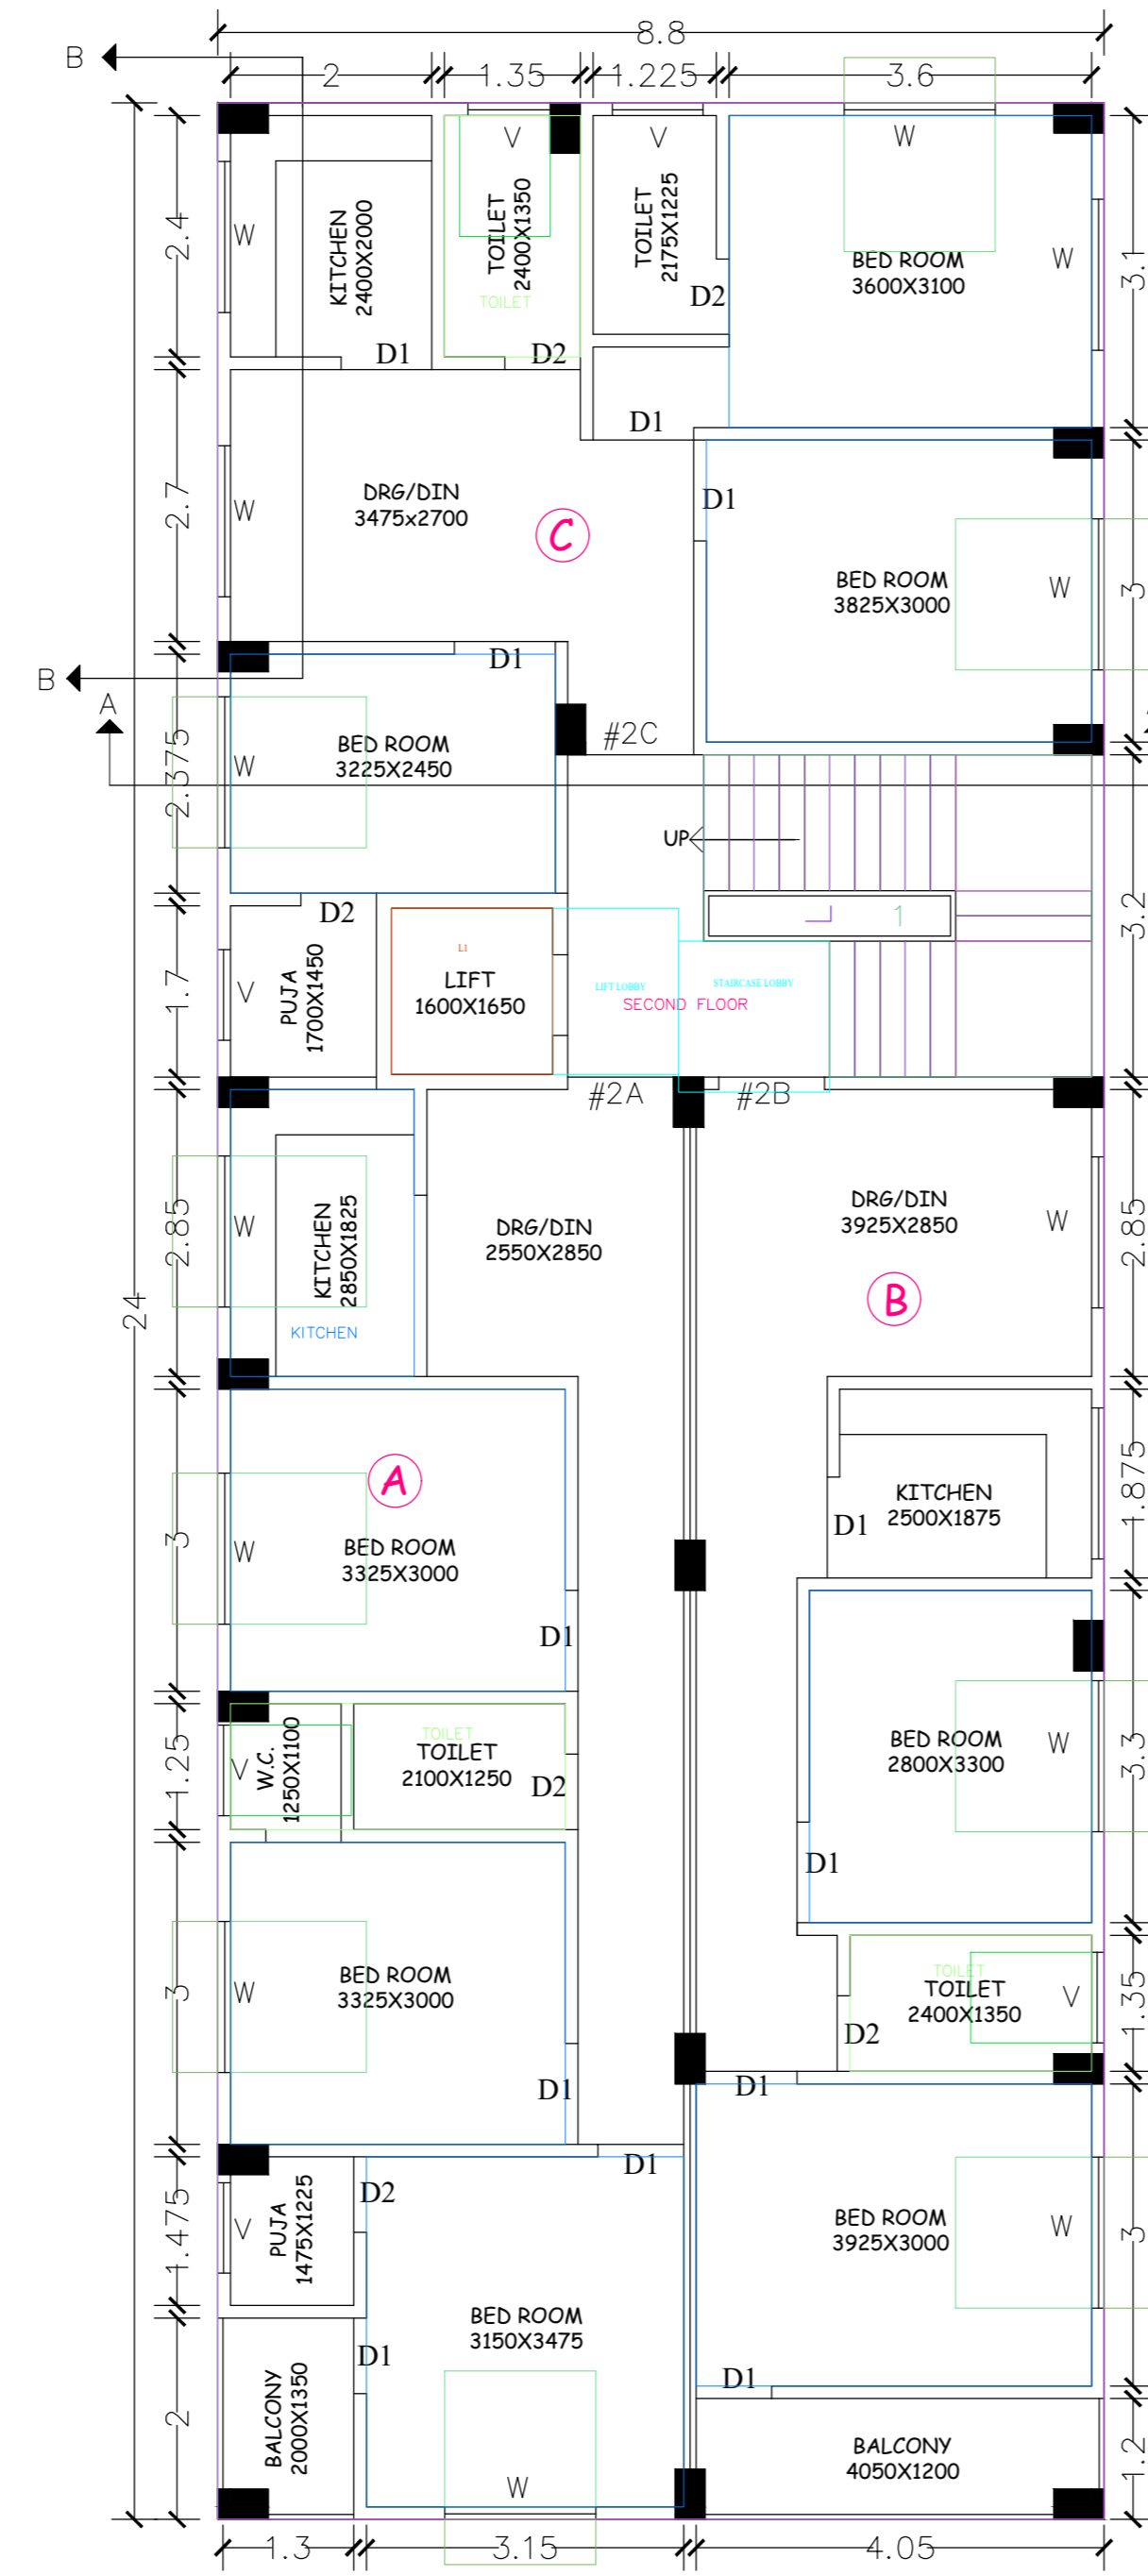 8.8
B
2
1.35
1.225
3.6
V
V
W
W
KITCHEN
2400X2000
TOILET
2400X1350
TOILET
TOILET
2175X1225
BED ROOM
3600X3100
W
2.4
3.1
D2
D1
D2
D1
DRG/DIN
3475x2700
D1
W
2.7
C
BED ROOM
3825X3000
W
3
D1
B
A
#2C
BED ROOM
3225X2450
W
2.375
UP
D2
1
3.2
PUJA
1700X1450
V
1.7
L1
LIFT
1600X1650
LIFT LOBBY
STAIRCASE LOBBY
SECOND FLOOR
#2A
#2B
KITCHEN
2850X1825
W
2.85
DRG/DIN
2550X2850
DRG/DIN
3925X2850
W
2.85
KITCHEN
24
B
A
KITCHEN
2500X1875
1.875
D1
BED ROOM
3325X3000
W
3
D1
W.C.
1250X1100
V
1.25
TOILET
TOILET
2100X1250
D2
BED ROOM
2800X3300
W
3.3
D1
BED ROOM
3325X3000
W
3
TOILET
TOILET
2400X1350
V
1.35
D2
D1
D1
D1
D2
PUJA
1475X1225
V
1.475
BED ROOM
3925X3000
W
3
BED ROOM
3150X3475
D1
D1
BALCONY
2000X1350
2
BALCONY
4050X1200
1.2
W
1.3
3.15
4.05